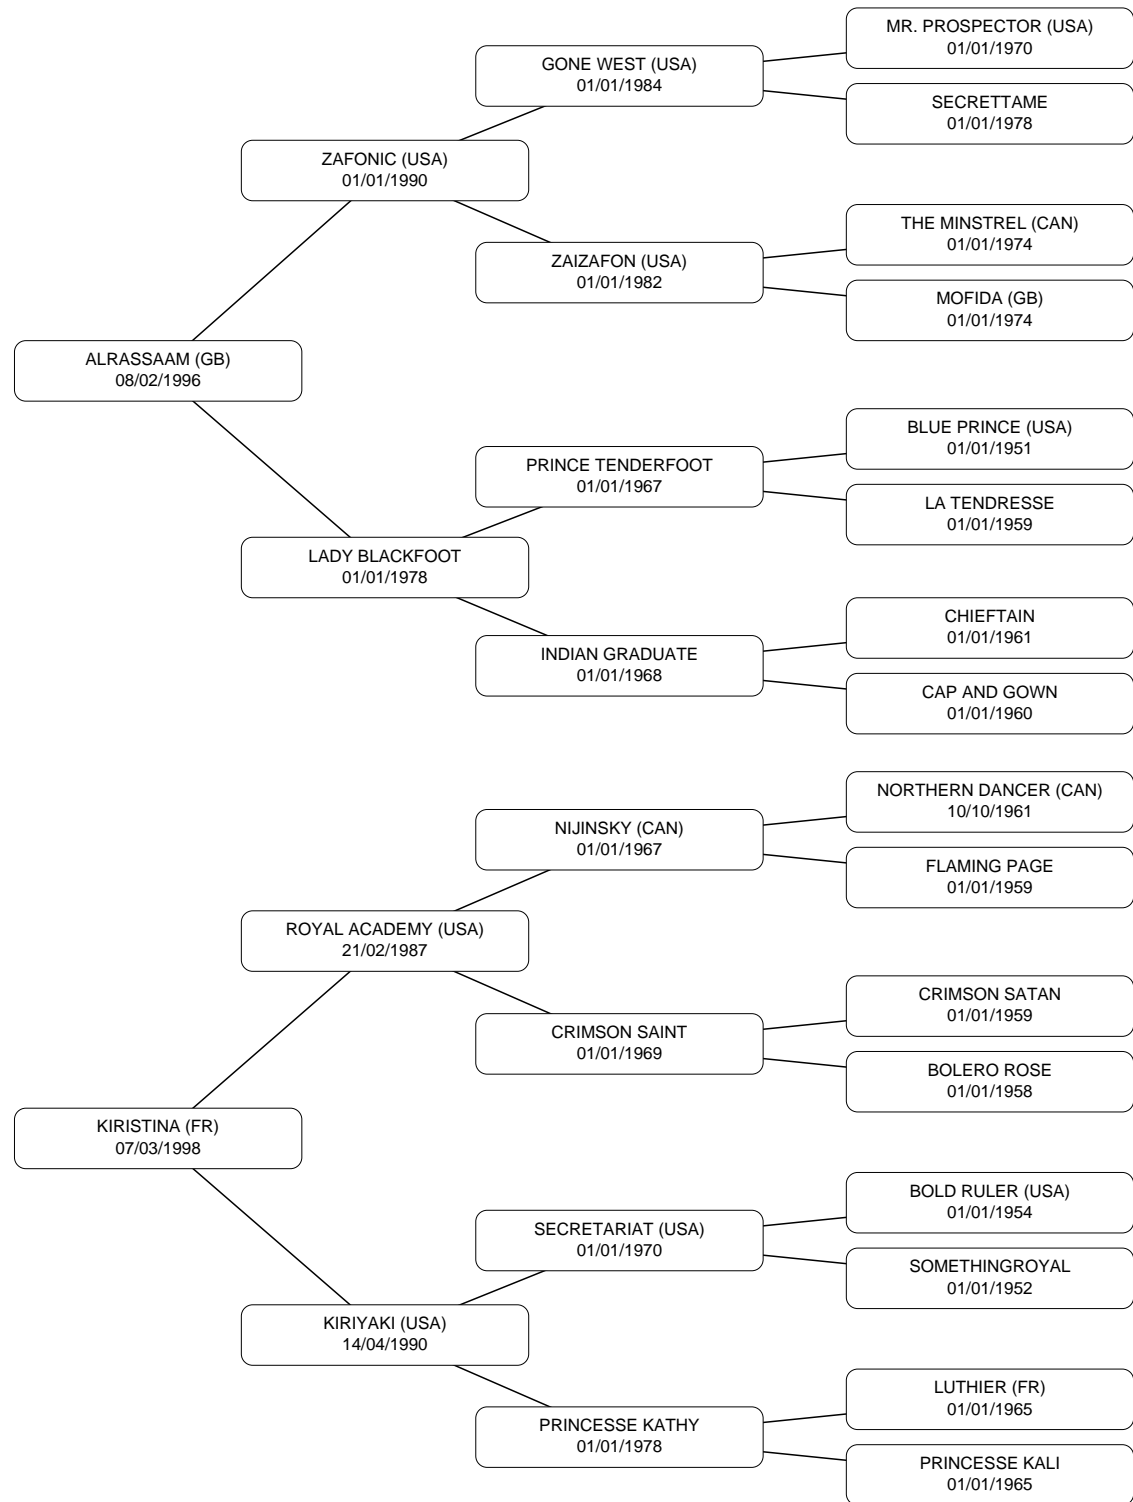 MR. PROSPECTOR (USA)
01/01/1970
GONE WEST (USA)
01/01/1984
SECRETTAME
01/01/1978
ZAFONIC (USA)
01/01/1990
THE MINSTREL (CAN)
01/01/1974
ZAIZAFON (USA)
01/01/1982
MOFIDA (GB)
01/01/1974
ALRASSAAM (GB)
08/02/1996
BLUE PRINCE (USA)
01/01/1951
PRINCE TENDERFOOT
01/01/1967
LA TENDRESSE
01/01/1959
LADY BLACKFOOT
01/01/1978
CHIEFTAIN
01/01/1961
INDIAN GRADUATE
01/01/1968
CAP AND GOWN
01/01/1960
NORTHERN DANCER (CAN)
10/10/1961
NIJINSKY (CAN)
01/01/1967
FLAMING PAGE
01/01/1959
ROYAL ACADEMY (USA)
21/02/1987
CRIMSON SATAN
01/01/1959
CRIMSON SAINT
01/01/1969
BOLERO ROSE
01/01/1958
KIRISTINA (FR)
07/03/1998
BOLD RULER (USA)
01/01/1954
SECRETARIAT (USA)
01/01/1970
SOMETHINGROYAL
01/01/1952
KIRIYAKI (USA)
14/04/1990
LUTHIER (FR)
01/01/1965
PRINCESSE KATHY
01/01/1978
PRINCESSE KALI
01/01/1965